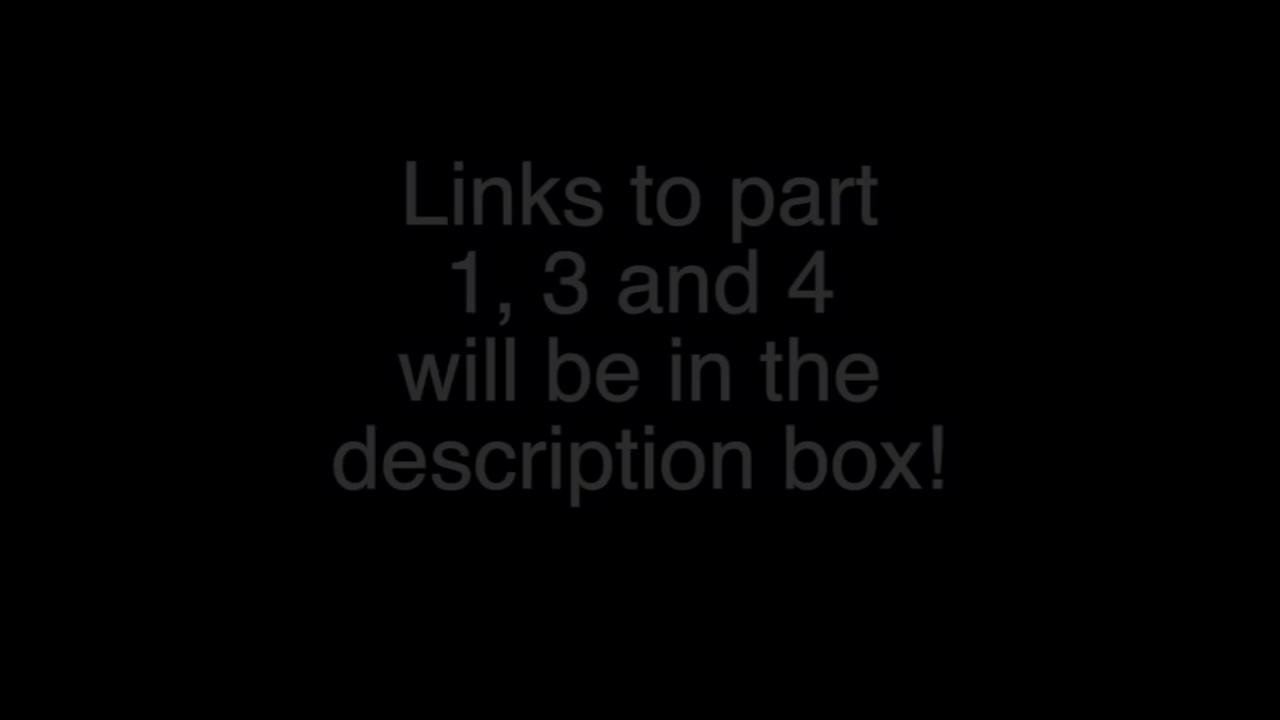 Links to part
1, 3 and 4
will be in the
description box!